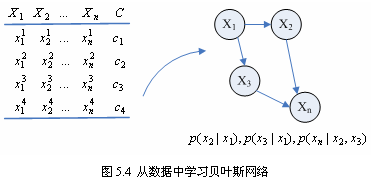 X₁ X₂ ... Xₙ C
x₁¹ x₂¹ ... xₙ¹ c₁
x₁² x₂² ... xₙ² c₂
x₁³ x₂³ ... xₙ³ c₃
x₁⁴ x₂⁴ ... xₙ⁴ c₄
X₁ X₂
X₃
Xₙ
p(x₂ | x₁), p(x₃ | x₁), p(xₙ | x₂, x₃)
图 5.4 从数据中学习贝叶斯网络